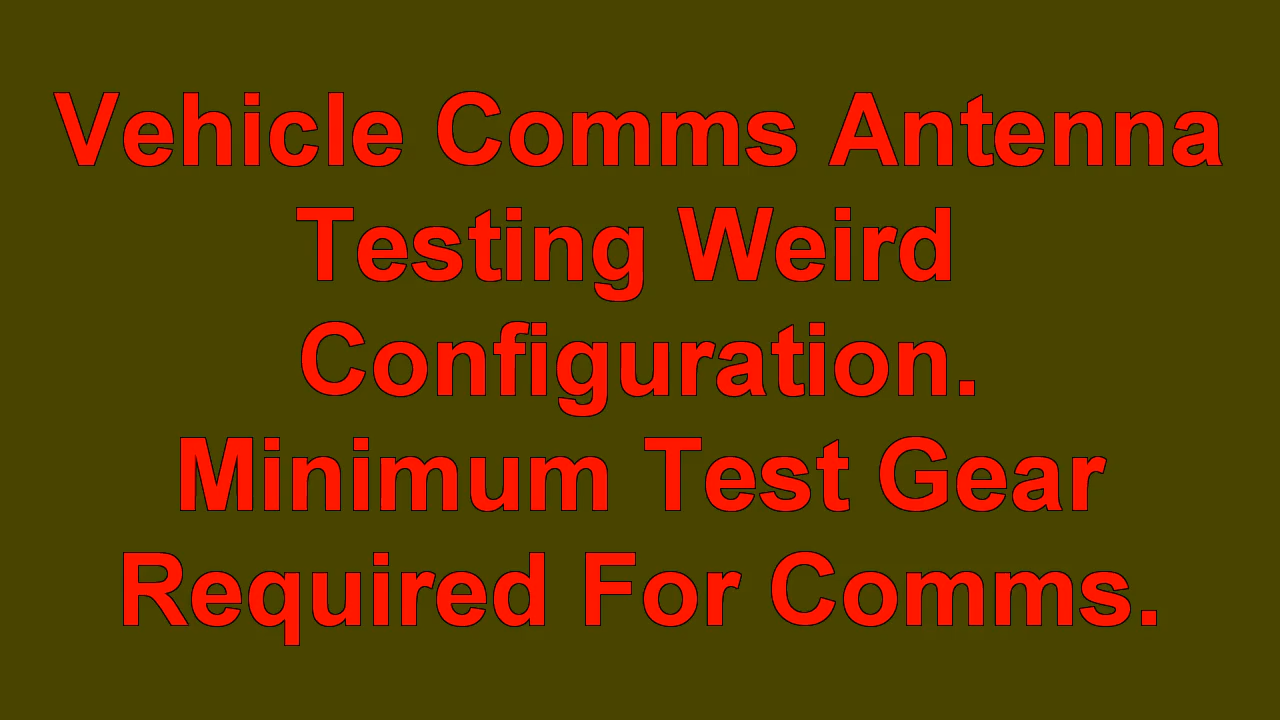 Vehicle Comms Antenna
Testing Weird
Configuration.
Minimum Test Gear
Required For Comms.